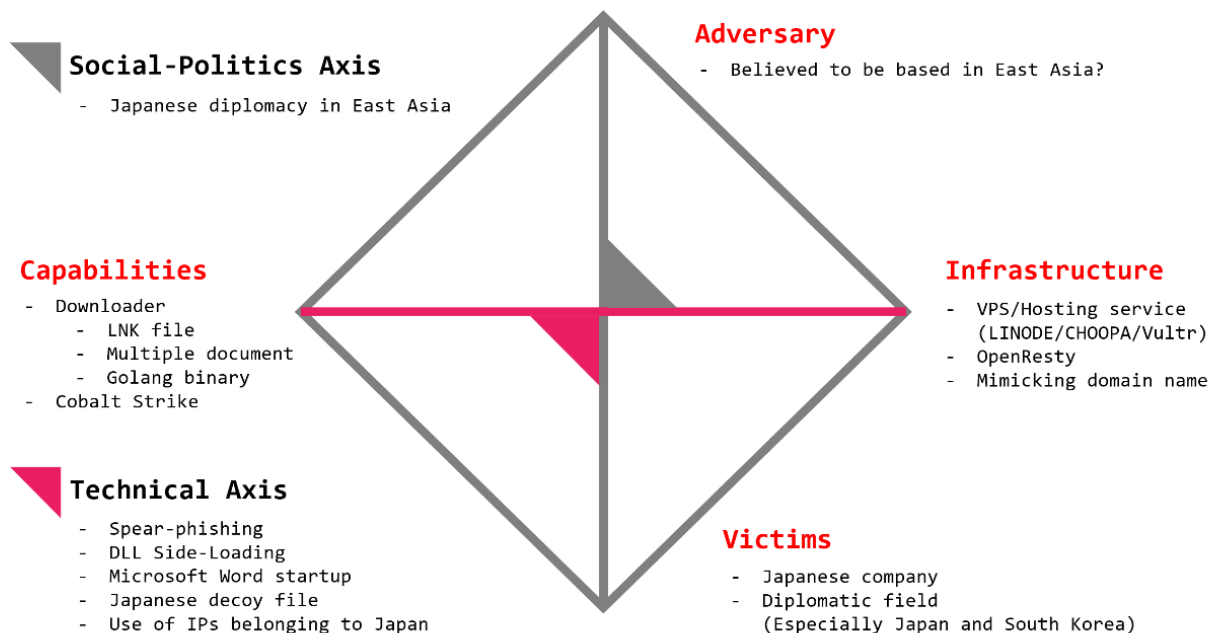 Social-Politics Axis
- Japanese diplomacy in East Asia
Adversary
- Believed to be based in East Asia?
Capabilities
- Downloader
- LNK file
- Multiple document
- Golang binary
- Cobalt Strike
Infrastructure
- VPS/Hosting service
(LINODE/CHOOPA/Vultr)
- OpenResty
- Mimicking domain name
Technical Axis
- Spear-phishing
- DLL Side-Loading
- Microsoft Word startup
- Japanese decoy file
- Use of IPs belonging to Japan
Victims
- Japanese company
- Diplomatic field
(Especially Japan and South Korea)